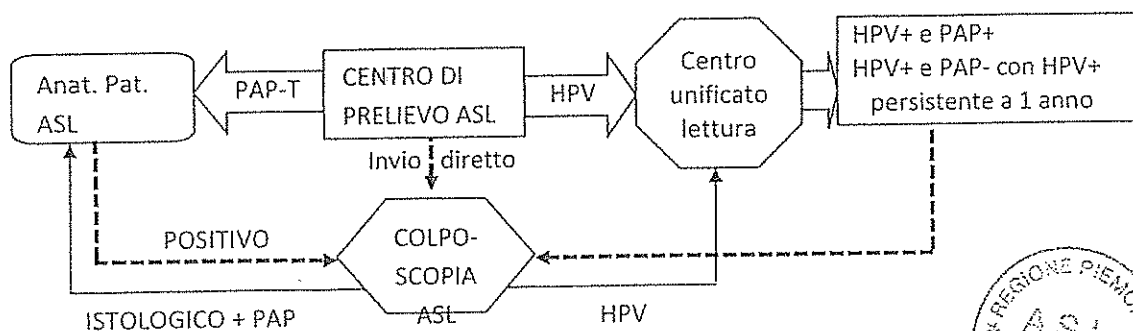 Anat. Pat.
ASL
PAP-T
CENTRO DI
PRELIEVO ASL
HPV
Centro
unificato
lettura
HPV+ e PAP+
HPV+ e PAP- con HPV+
persistente a 1 anno
Invio diretto
POSITIVO
COLPO-
SCOPIA
ASL
ISTOLOGICO + PAP
HPV
REGIONE